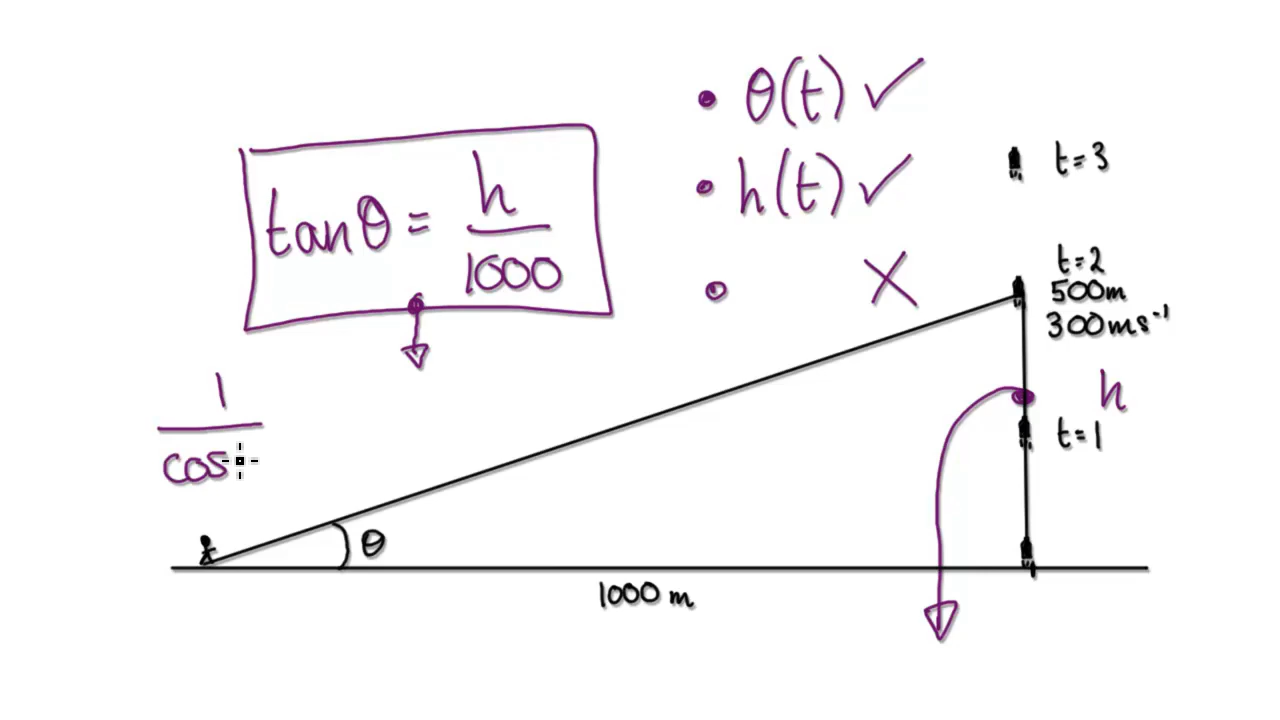 θ(t) ✓
t=3
h(t) ✓
tanθ = h/1000
X
t=2
500m
300ms⁻¹
1
cos
h
t=1
θ
1000 m